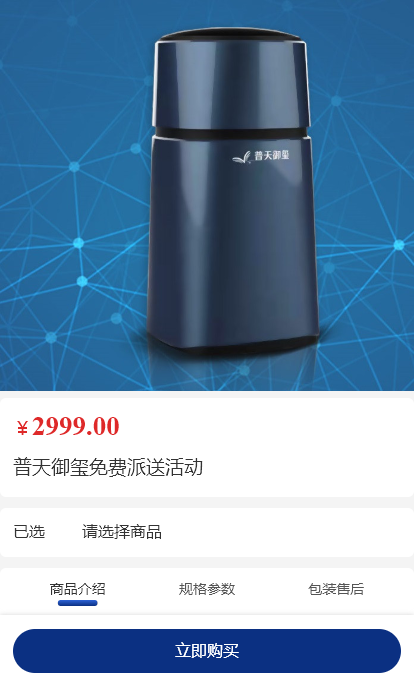 普天御玺
￥2999.00
普天御玺免费派送活动
已选 请选择商品
商品介绍 规格参数 包装售后
立即购买